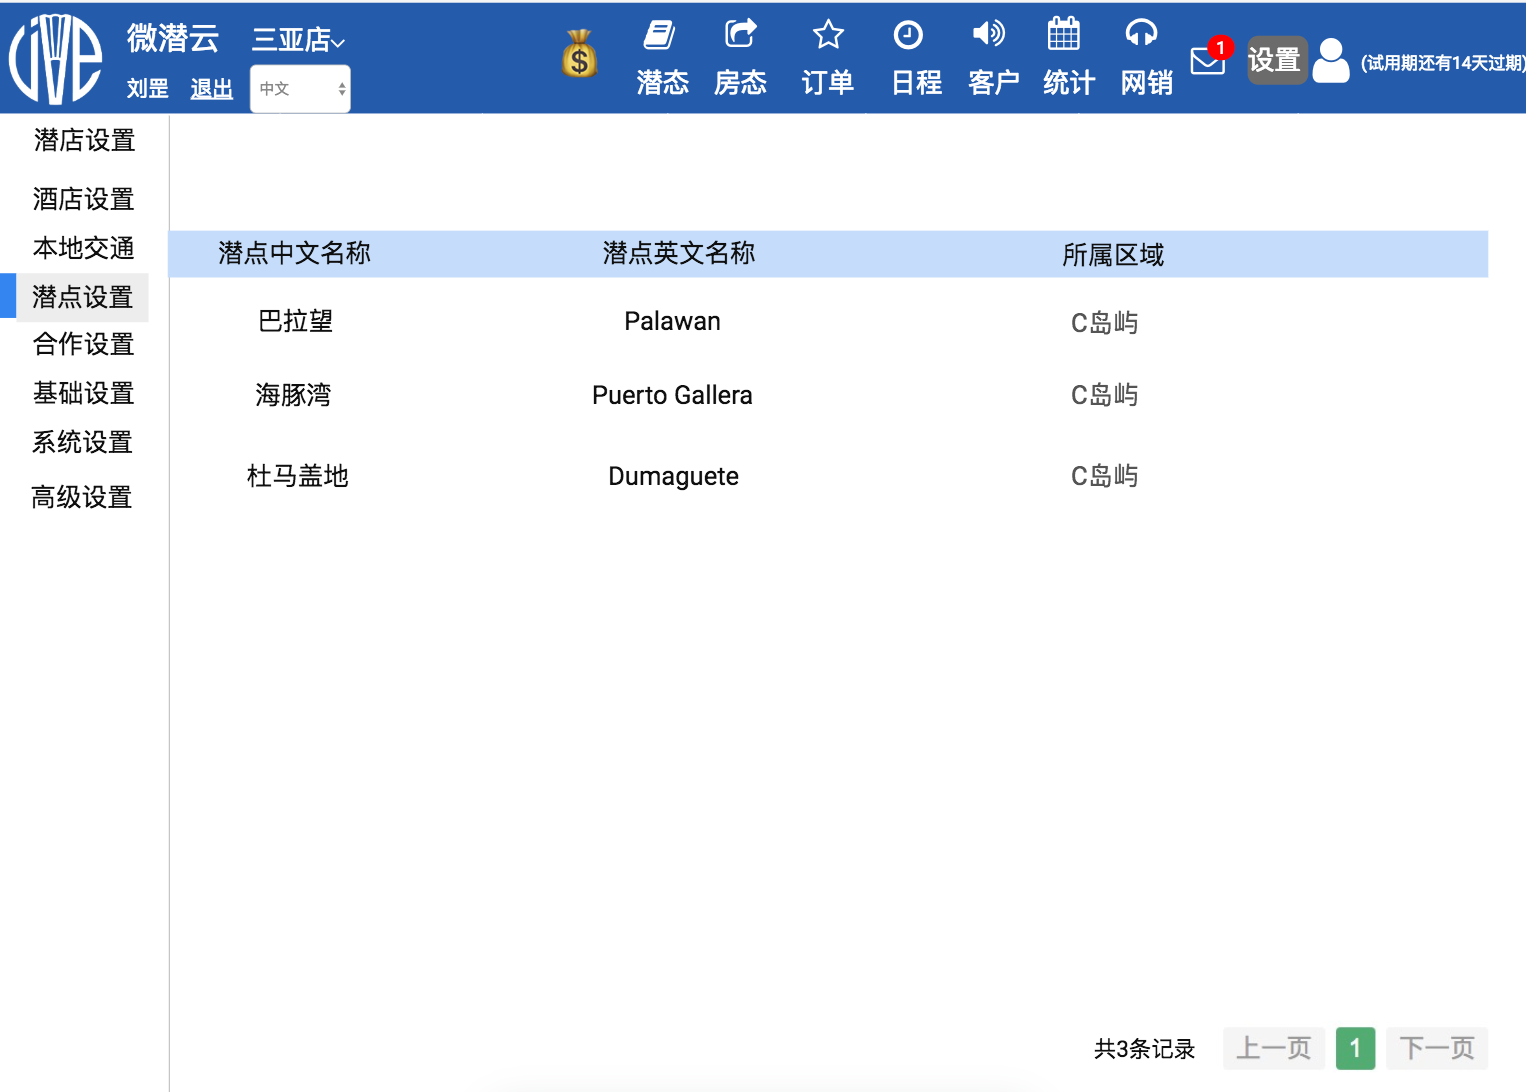 DIVE
微潜云 三亚店
刘罡 退出 中文
$
潜态 房态 订单 日程 客户 统计 网销
1
设置
(试用期还有14天过期)
潜店设置
酒店设置
本地交通
潜点设置
合作设置
基础设置
系统设置
高级设置
潜点中文名称 潜点英文名称 所属区域
巴拉望 Palawan C岛屿
海豚湾 Puerto Gallera C岛屿
杜马盖地 Dumaguete C岛屿
共3条记录 上一页 1 下一页